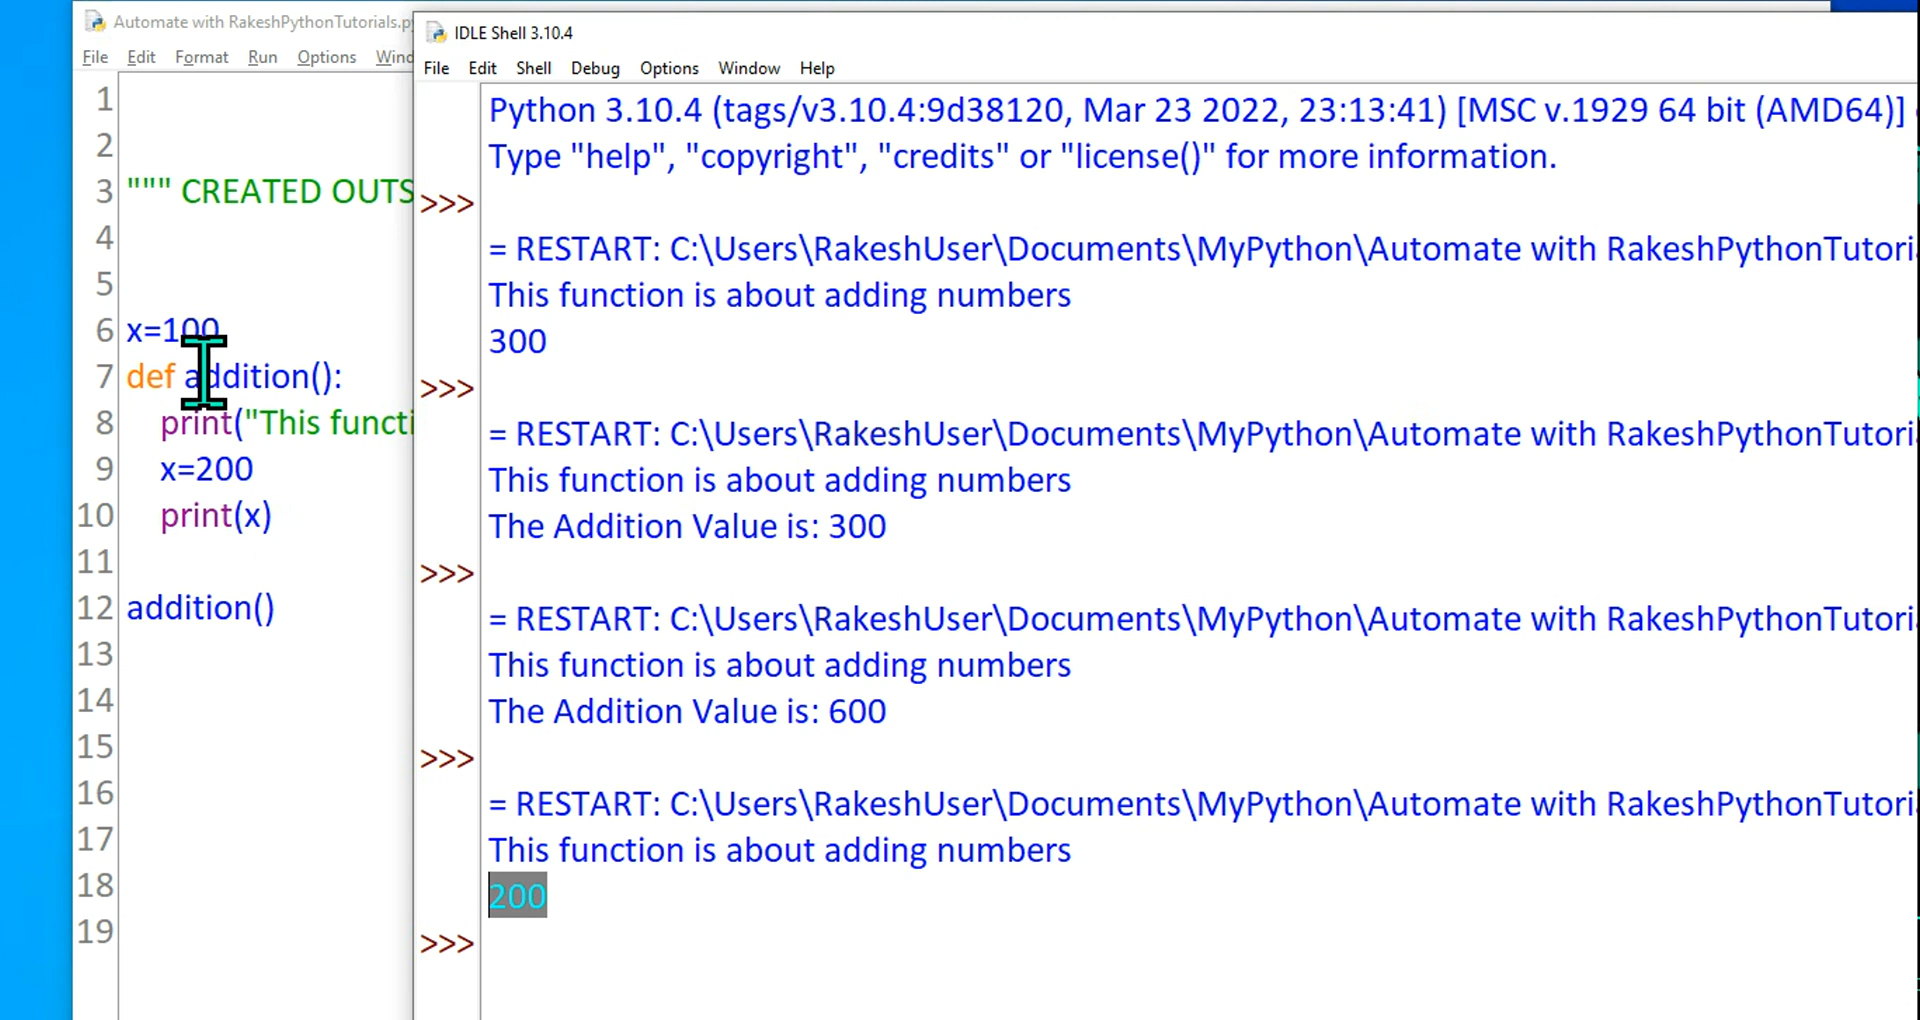 Automate with RakeshPythonTutorials.py
File Edit Format Run Options Wind
1
2
3 """ CREATED OUTS
4
5
6 x=100
7 def addition():
8 print("This functi
9 x=200
10 print(x)
11
12 addition()
13
14
15
16
17
18
19
IDLE Shell 3.10.4
File Edit Shell Debug Options Window Help
Python 3.10.4 (tags/v3.10.4:9d38120, Mar 23 2022, 23:13:41) [MSC v.1929 64 bit (AMD64)]
Type "help", "copyright", "credits" or "license()" for more information.
>>>
= RESTART: C:\Users\RakeshUser\Documents\MyPython\Automate with RakeshPythonTutori
This function is about adding numbers
300
>>>
= RESTART: C:\Users\RakeshUser\Documents\MyPython\Automate with RakeshPythonTutori
This function is about adding numbers
The Addition Value is: 300
>>>
= RESTART: C:\Users\RakeshUser\Documents\MyPython\Automate with RakeshPythonTutori
This function is about adding numbers
The Addition Value is: 600
>>>
= RESTART: C:\Users\RakeshUser\Documents\MyPython\Automate with RakeshPythonTutori
This function is about adding numbers
200
>>>